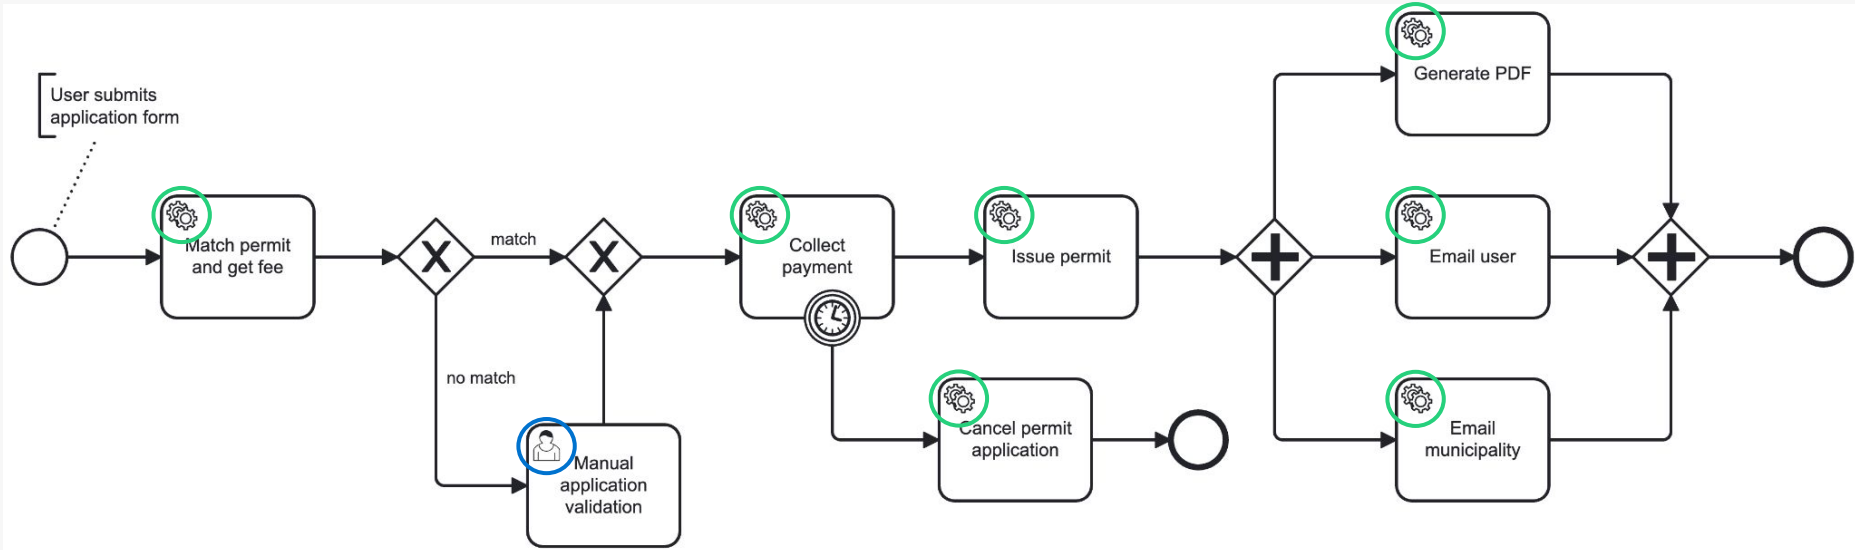 User submits
application form
Match permit
and get fee
match
no match
Manual
application
validation
Collect
payment
Issue permit
Cancel permit
application
Generate PDF
Email user
Email
municipality